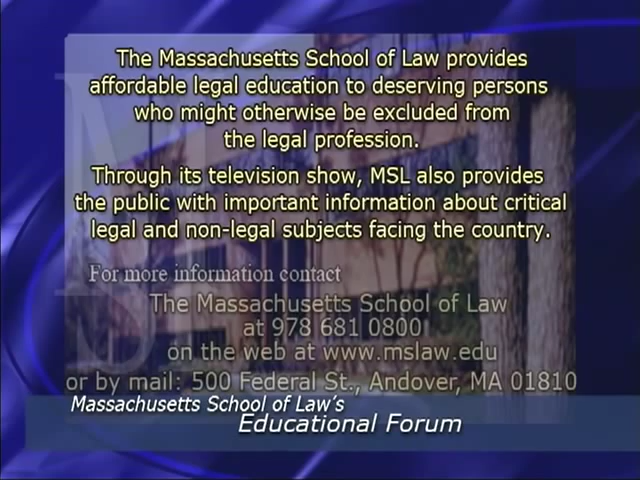 The Massachusetts School of Law provides
affordable legal education to deserving persons
who might otherwise be excluded from
the legal profession.
Through its television show, MSL also provides
the public with important information about critical
legal and non-legal subjects facing the country.
For more information contact
The Massachusetts School of Law
at 978 681 0800
on the web at www.mslaw.edu
or by mail: 500 Federal St., Andover, MA 01810
Massachusetts School of Law's
Educational Forum